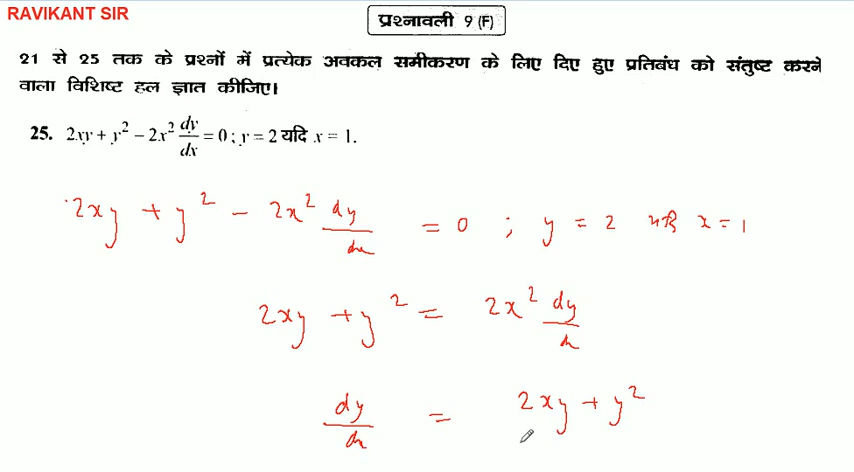 RAVIKANT SIR
प्रश्नावली 9 (F)
21 से 25 तक के प्रश्नों में प्रत्येक अवकल समीकरण के लिए दिए हुए प्रतिबंध को संतुष्ट करने
वाला विशिष्ट हल ज्ञात कीजिए।
25. 2xy + y² − 2x² dy/dx = 0 ; y = 2 यदि x = 1.
2xy + y² − 2x² dy/dx = 0 ; y = 2 यदि x = 1
2xy + y² = 2x² dy/dx
dy/dx = 2xy + y²